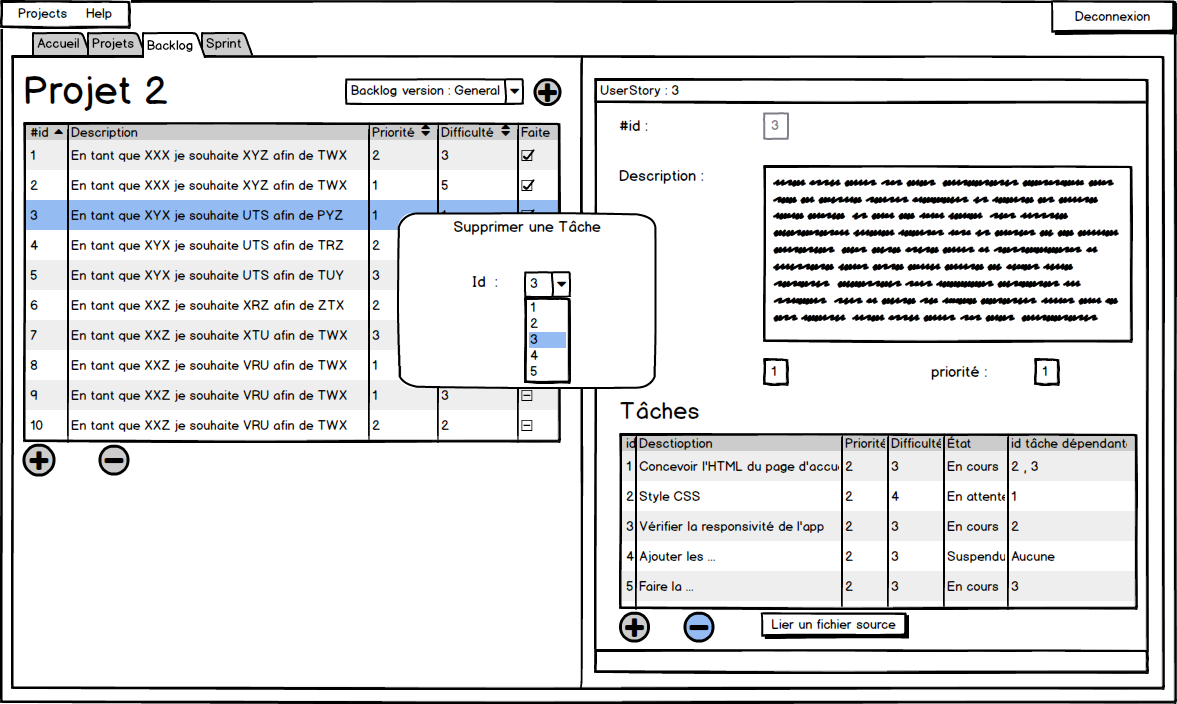 Projects Help
Deconnexion
Accueil Projets Backlog Sprint
Projet 2
Backlog version : General
#id Description Priorité Difficulté Faite
1 En tant que XXX je souhaite XYZ afin de TWX 2 3
2 En tant que XXX je souhaite XYZ afin de TWX 1 5
3 En tant que XYX je souhaite UTS afin de PYZ 1
4 En tant que XYX je souhaite UTS afin de TRZ 2
5 En tant que XYX je souhaite UTS afin de TUY 3
6 En tant que XXZ je souhaite XRZ afin de ZTX 2
7 En tant que XXZ je souhaite XTU afin de TWX 3
8 En tant que XXZ je souhaite VRU afin de TWX 1
9 En tant que XXZ je souhaite VRU afin de TWX 1 3
10 En tant que XXZ je souhaite VRU afin de TWX 2 2
Supprimer une Tâche
Id : 3
1
2
3
4
5
UserStory : 3
#id : 3
Description :
1 priorité : 1
Tâches
id Desctioption Priorité Difficulté État id tâche dépendant
1 Concevoir l'HTML du page d'accu 2 3 En cours 2 , 3
2 Style CSS 2 4 En attente 1
3 Vérifier la responsivité de l'app 2 3 En cours 2
4 Ajouter les ... 2 3 Suspendu Aucune
5 Faire la ... 2 3 En cours 3
Lier un fichier source